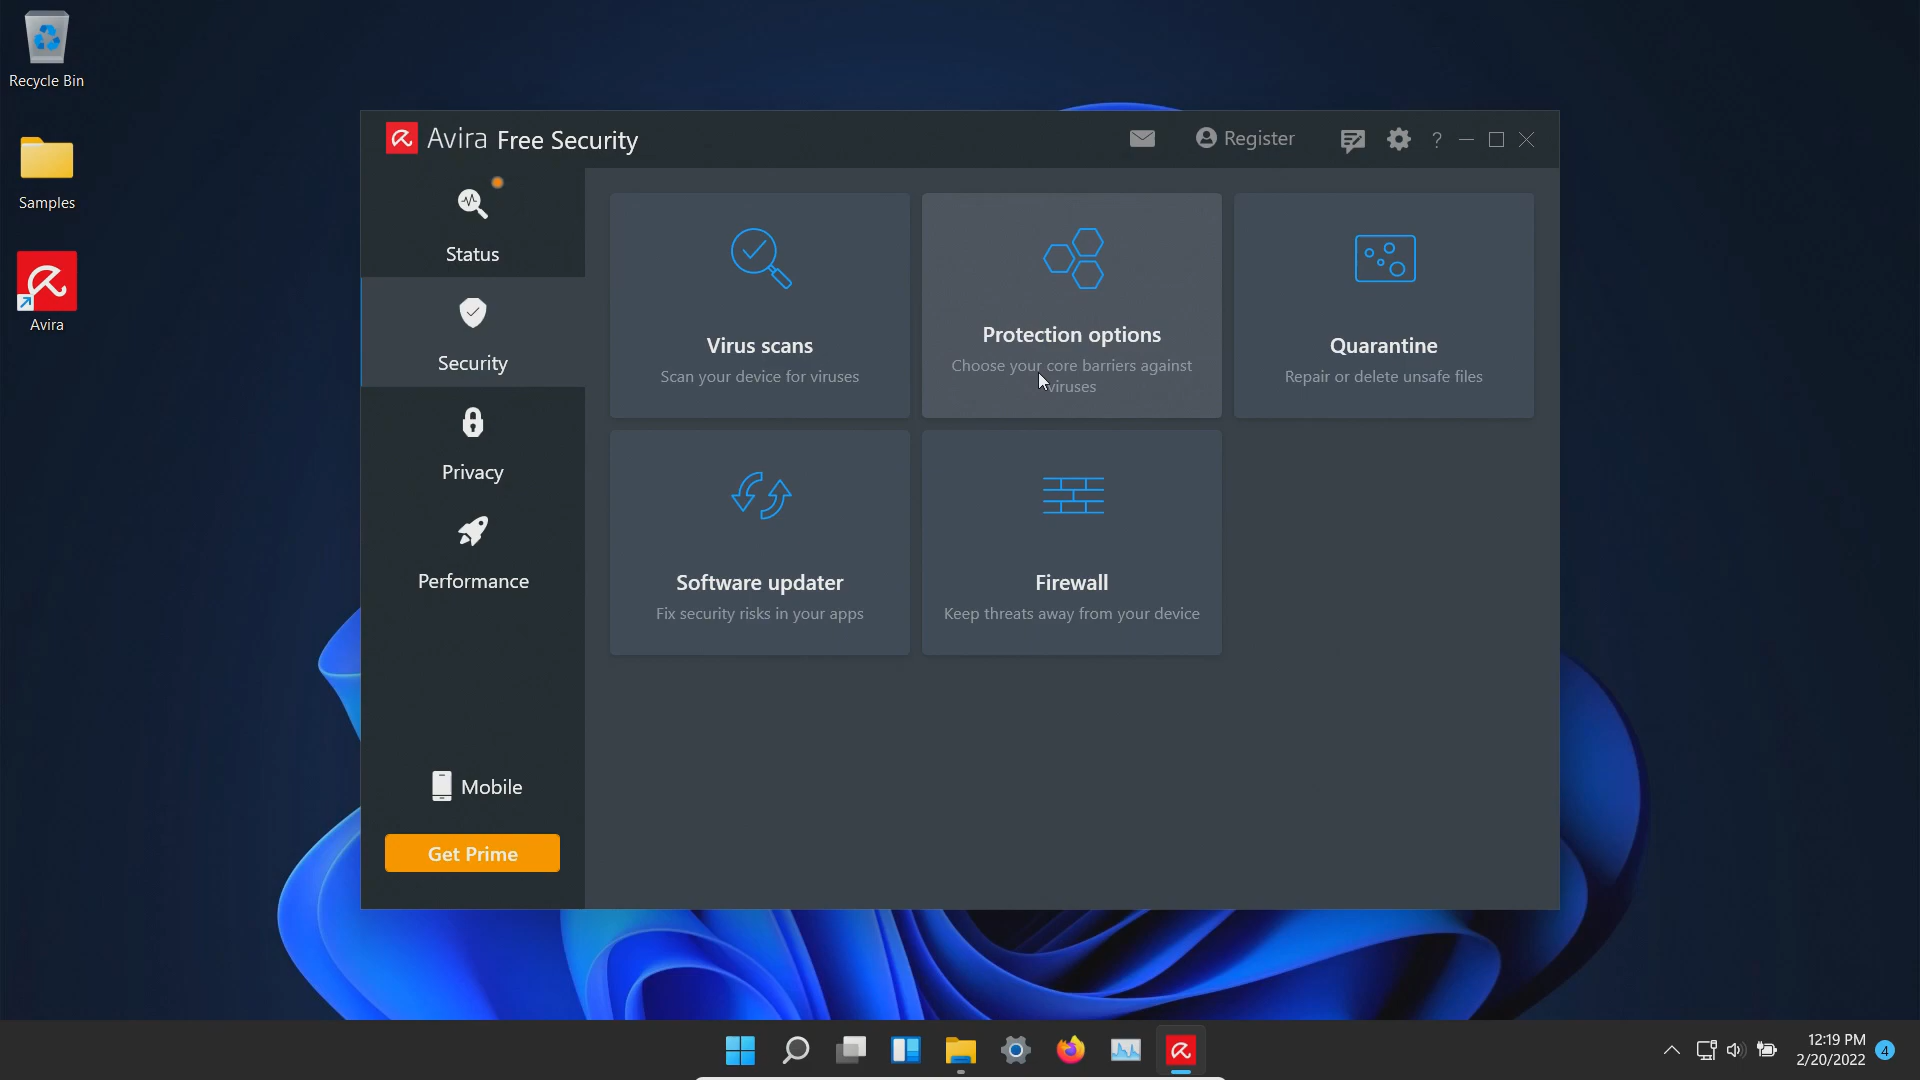 Recycle Bin
Samples
Avira
Avira Free Security
Register
?
Status
Security
Privacy
Performance
Mobile
Get Prime
Virus scans
Scan your device for viruses
Protection options
Choose your core barriers against
viruses
Quarantine
Repair or delete unsafe files
Software updater
Fix security risks in your apps
Firewall
Keep threats away from your device
12:19 PM
2/20/2022
4